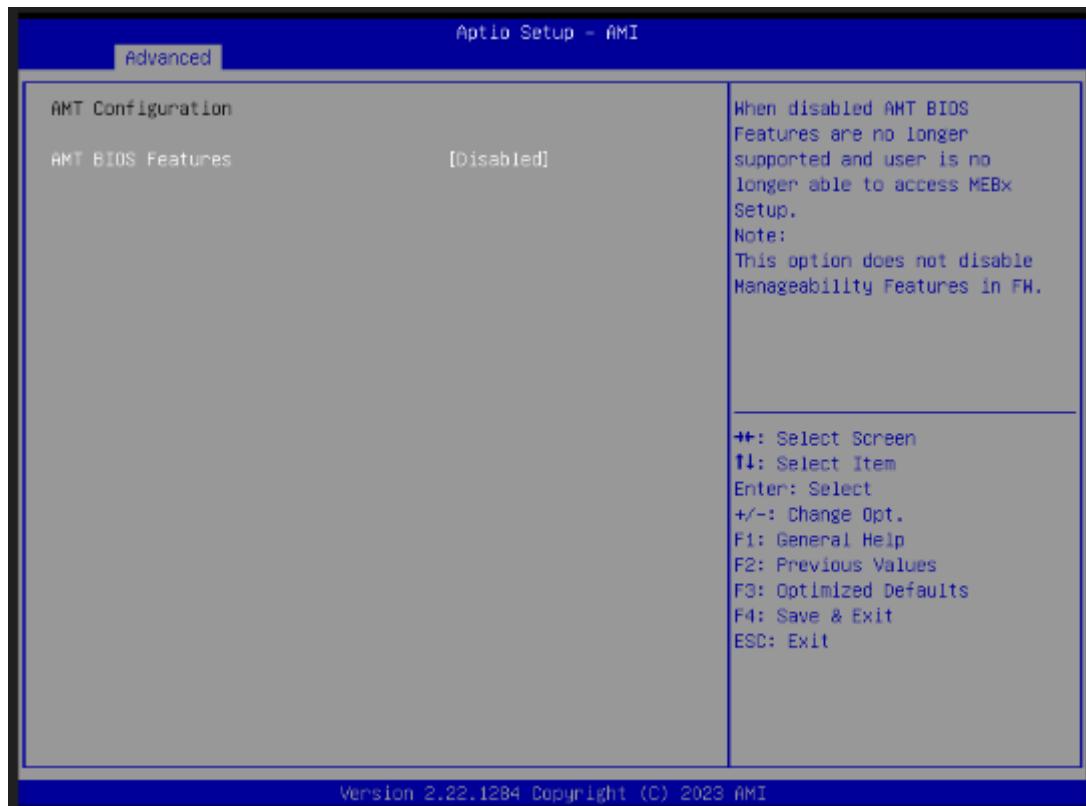 Aptio Setup - AMI
Advanced
AMT Configuration
AMT BIOS Features [Disabled]
When disabled AMT BIOS
Features are no longer
supported and user is no
longer able to access MEBx
Setup.
Note:
This option does not disable
Manageability Features in FW.
→←: Select Screen
↑↓: Select Item
Enter: Select
+/-: Change Opt.
F1: General Help
F2: Previous Values
F3: Optimized Defaults
F4: Save & Exit
ESC: Exit
Version 2.22.1284 Copyright (C) 2023 AMI